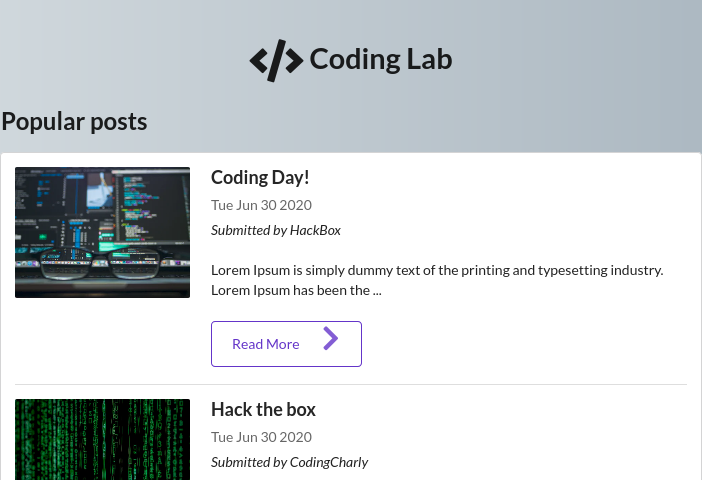 </> Coding Lab
Popular posts
Coding Day!
Tue Jun 30 2020
Submitted by HackBox
Lorem Ipsum is simply dummy text of the printing and typesetting industry.
Lorem Ipsum has been the ...
Read More
Hack the box
Tue Jun 30 2020
Submitted by CodingCharly